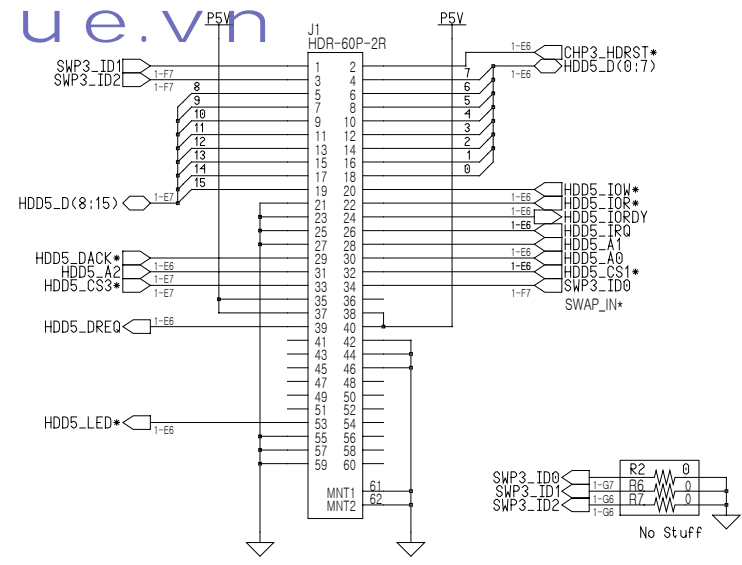 ue.vn
P5V
P5V
J1
HDR-60P-2R
SWP3_ID1
SWP3_ID2
1-F7
1-F7
8
9
10
11
12
13
14
15
HDD5_D(8:15)
1-E7
HDD5_DACK*
HDD5_A2
1-E6
HDD5_CS3*
1-E7
1-E7
HDD5_DREQ
1-E6
HDD5_LED*
1-E6
1 2
3 4
5 6
7 8
9 10
11 12
13 14
15 16
17 18
19 20
21 22
23 24
25 26
27 28
29 30
31 32
33 34
35 36
37 38
39 40
41 42
43 44
45 46
47 48
49 50
51 52
53 54
55 56
57 58
59 60
MNT1 61
MNT2 62
1-E6
CHP3_HDRST*
HDD5_D(0:7)
1-E6
7
6
5
4
3
2
1
0
HDD5_IOW*
1-E6
HDD5_IOR*
1-E6
HDD5_IORDY
1-E6
HDD5_IRQ
HDD5_A1
1-E6
HDD5_A0
1-E6
HDD5_CS1*
SWP3_ID0
1-F7
SWAP_IN*
SWP3_ID0
1-G7
SWP3_ID1
1-G6
SWP3_ID2
1-G6
R2 0
R6 0
R7 0
No Stuff